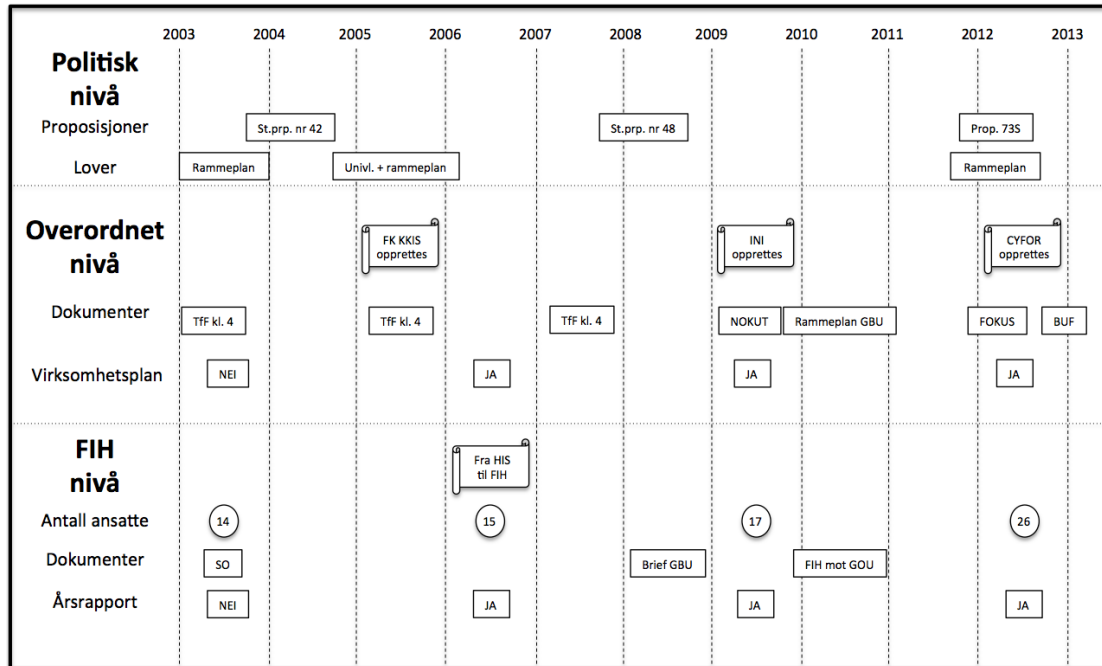 2003 2004 2005 2006 2007 2008 2009 2010 2011 2012 2013
Politisk
nivå
Proposisjoner St.prp. nr 42 St.prp. nr 48 Prop. 73S
Lover Rammeplan Univl. + rammeplan Rammeplan
Overordnet
nivå
FK KKIS
opprettes
INI
opprettes
CYFOR
opprettes
Dokumenter TfF kl. 4 TfF kl. 4 TfF kl. 4 NOKUT Rammeplan GBU FOKUS BUF
Virksomhetsplan NEI JA JA JA
FIH
nivå
Fra HIS
til FIH
Antall ansatte 14 15 17 26
Dokumenter SO Brief GBU FIH mot GOU
Årsrapport NEI JA JA JA